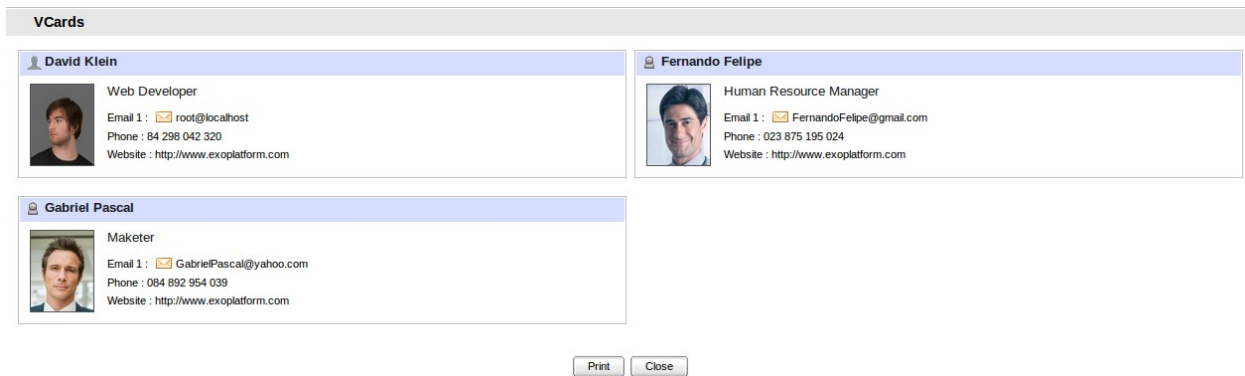 VCards
David Klein
Web Developer
Email 1 : root@localhost
Phone : 84 298 042 320
Website : http://www.exoplatform.com
Fernando Felipe
Human Resource Manager
Email 1 : FernandoFelipe@gmail.com
Phone : 023 875 195 024
Website : http://www.exoplatform.com
Gabriel Pascal
Maketer
Email 1 : GabrielPascal@yahoo.com
Phone : 084 892 954 039
Website : http://www.exoplatform.com
Print Close